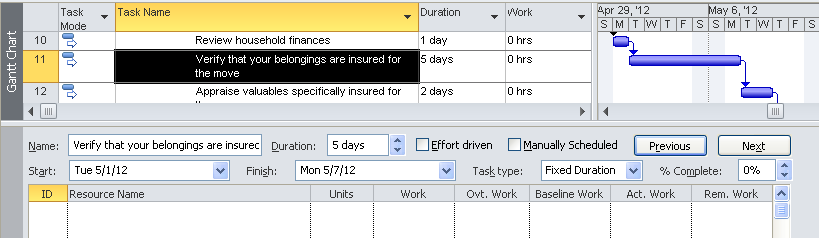 Gantt Chart
Task Mode Task Name Duration Work Apr 29, '12 May 6, '12
S M T W T F S S M T W T F S
10 Review household finances 1 day 0 hrs
11 Verify that your belongings are insured for the move 5 days 0 hrs
12 Appraise valuables specifically insured for 2 days 0 hrs
Name: Verify that your belongings are insurec Duration: 5 days Effort driven Manually Scheduled Previous Next
Start: Tue 5/1/12 Finish: Mon 5/7/12 Task type: Fixed Duration % Complete: 0%
ID Resource Name Units Work Ovt. Work Baseline Work Act. Work Rem. Work